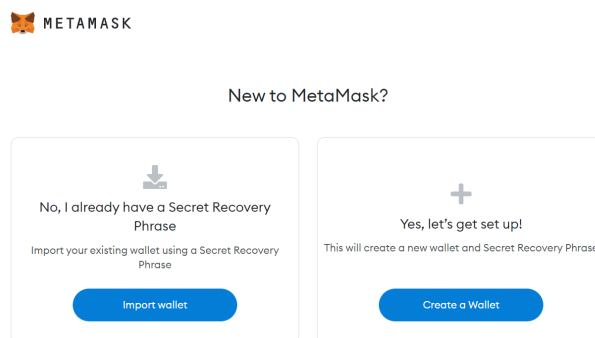 METAMASK
New to MetaMask?
No, I already have a Secret Recovery
Phrase
Import your existing wallet using a Secret Recovery
Phrase
Import wallet
Yes, let’s get set up!
This will create a new wallet and Secret Recovery Phrase
Create a Wallet